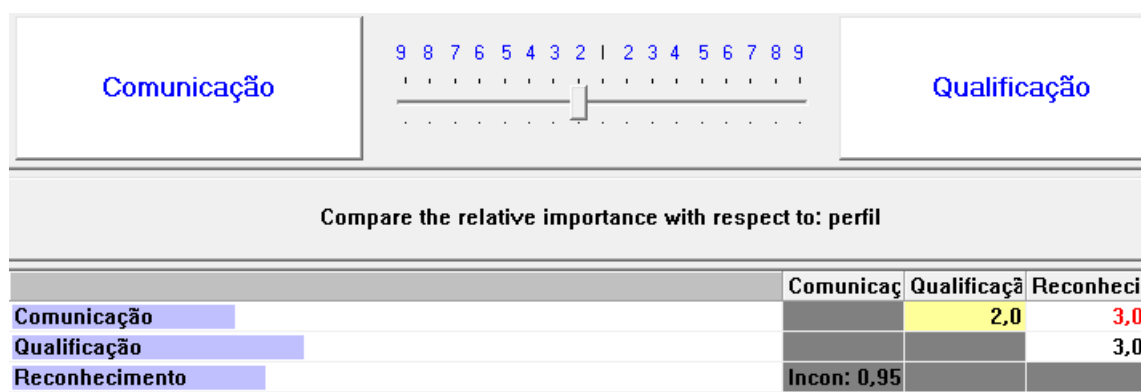 9 8 7 6 5 4 3 2 | 2 3 4 5 6 7 8 9
Comunicação
Qualificação
Compare the relative importance with respect to: perfil
Comunicaç Qualificaçã Reconheci
Comunicação 2,0 3,0
Qualificação 3,0
Reconhecimento Incon: 0,95